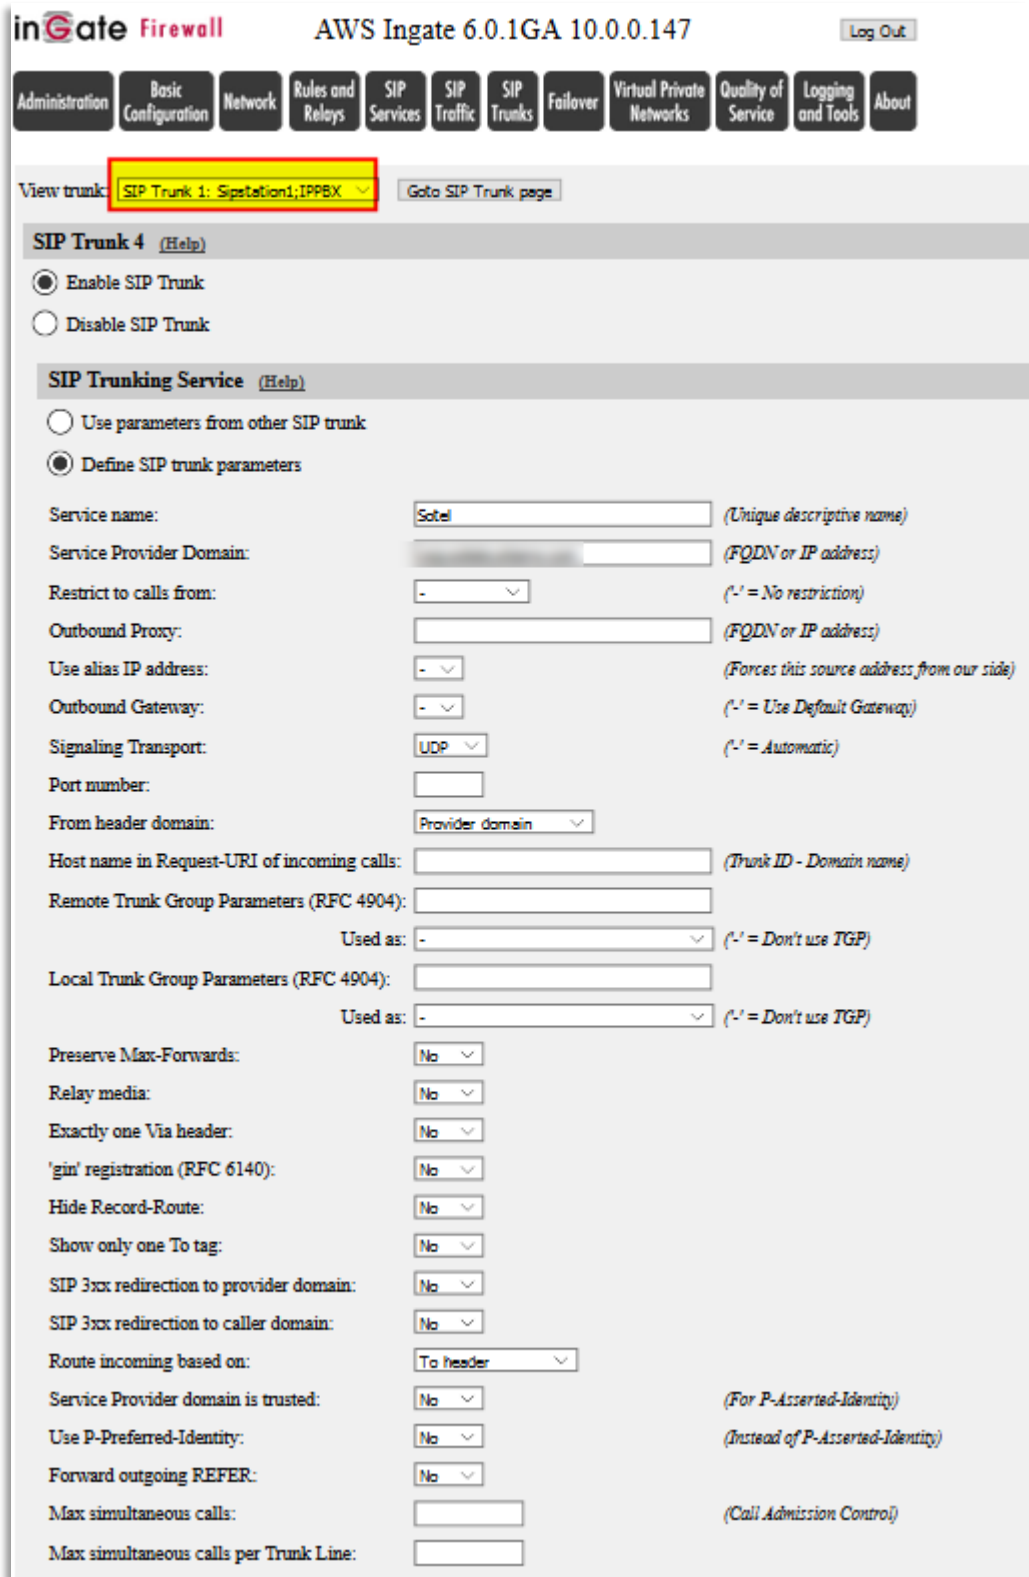 inGate Firewall AWS Ingate 6.0.1GA 10.0.0.147 Log Out
Administration Basic Configuration Network Rules and Relays SIP Services SIP Traffic SIP Trunks Failover Virtual Private Networks Quality of Service Logging and Tools About
View trunk: SIP Trunk 1: Sipstation1;IPPBX Goto SIP Trunk page
SIP Trunk 4 (Help)
Enable SIP Trunk
Disable SIP Trunk
SIP Trunking Service (Help)
Use parameters from other SIP trunk
Define SIP trunk parameters
Service name: Sotel (Unique descriptive name)
Service Provider Domain: (FQDN or IP address)
Restrict to calls from: - ('-' = No restriction)
Outbound Proxy: (FQDN or IP address)
Use alias IP address: - (Forces this source address from our side)
Outbound Gateway: - ('-' = Use Default Gateway)
Signaling Transport: UDP ('-' = Automatic)
Port number:
From header domain: Provider domain
Host name in Request-URI of incoming calls: (Trunk ID - Domain name)
Remote Trunk Group Parameters (RFC 4904):
Used as: - ('-' = Don't use TGP)
Local Trunk Group Parameters (RFC 4904):
Used as: - ('-' = Don't use TGP)
Preserve Max-Forwards: No
Relay media: No
Exactly one Via header: No
'gin' registration (RFC 6140): No
Hide Record-Route: No
Show only one To tag: No
SIP 3xx redirection to provider domain: No
SIP 3xx redirection to caller domain: No
Route incoming based on: To header
Service Provider domain is trusted: No (For P-Asserted-Identity)
Use P-Preferred-Identity: No (Instead of P-Asserted-Identity)
Forward outgoing REFER: No
Max simultaneous calls: (Call Admission Control)
Max simultaneous calls per Trunk Line: